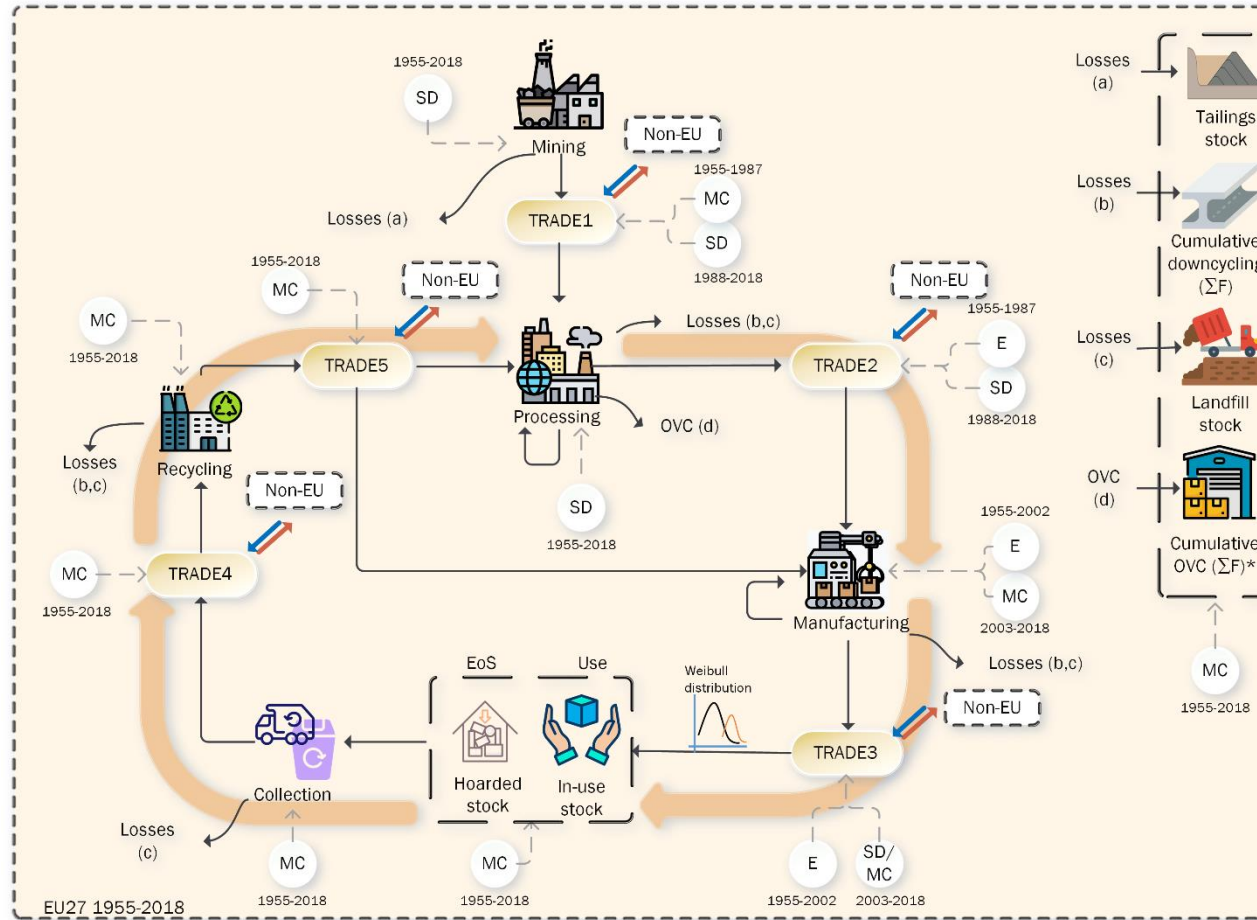 1955-2018
SD
Mining
Non-EU
1955-1987
MC
SD
1988-2018
TRADE1
Losses (a)
1955-2018
MC
Non-EU
MC
1955-2018
TRADE5
Losses (b,c)
Processing
OVC (d)
SD
1955-2018
Non-EU
1955-1987
E
SD
1988-2018
TRADE2
Losses
(b,c)
Recycling
Non-EU
MC
1955-2018
TRADE4
1955-2002
E
MC
2003-2018
Manufacturing
Losses (b,c)
Non-EU
TRADE3
Weibull
distribution
E
1955-2002
SD/
MC
2003-2018
EoS
Use
Hoarded
stock
In-use
stock
MC
1955-2018
Collection
Losses
(c)
MC
1955-2018
EU27 1955-2018
Losses
(a)
Tailings
stock
Losses
(b)
Cumulative
downcycling
(ΣF)
Losses
(c)
Landfill
stock
OVC
(d)
Cumulative
OVC (ΣF)*
MC
1955-2018